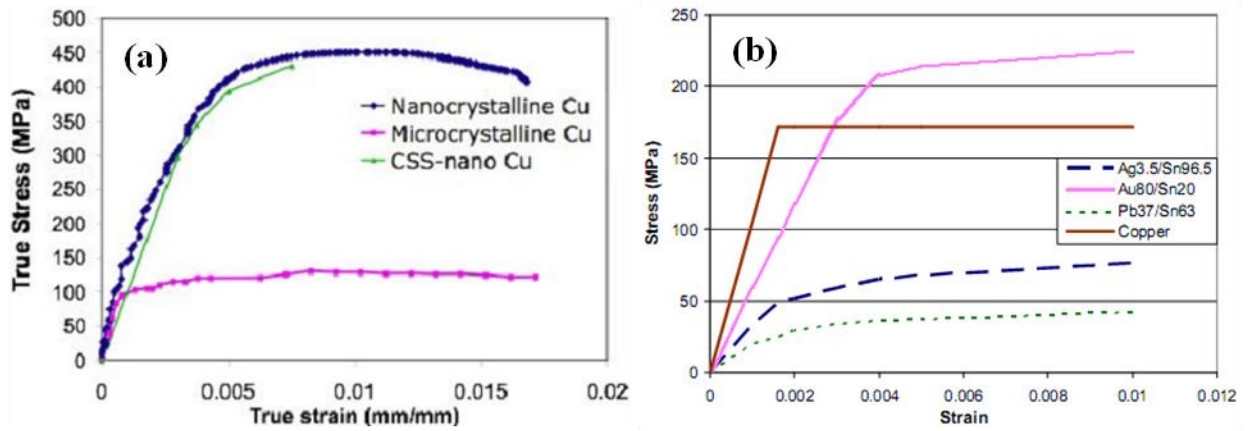 (a)
True Stress (MPa)
500
450
400
350
300
250
200
150
100
50
0
Nanocrystalline Cu
Microcrystalline Cu
CSS-nano Cu
0 0.005 0.01 0.015 0.02
True strain (mm/mm)
(b)
Stress (MPa)
250
200
150
100
50
0
Ag3.5/Sn96.5
Au80/Sn20
Pb37/Sn63
Copper
0 0.002 0.004 0.006 0.008 0.01 0.012
Strain